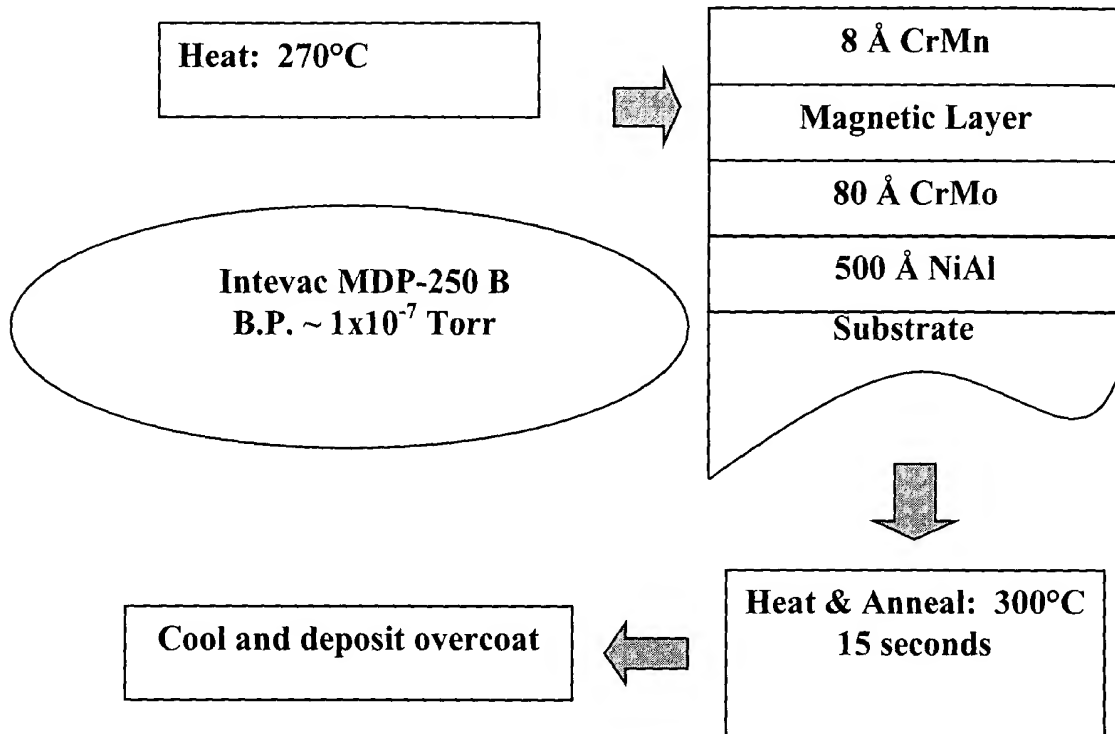 Heat: 270°C
8 Å CrMn
Magnetic Layer
80 Å CrMo
500 Å NiAl
Substrate
Intevac MDP-250 B
B.P. ~ 1x10⁻⁷ Torr
Heat & Anneal: 300°C
15 seconds
Cool and deposit overcoat